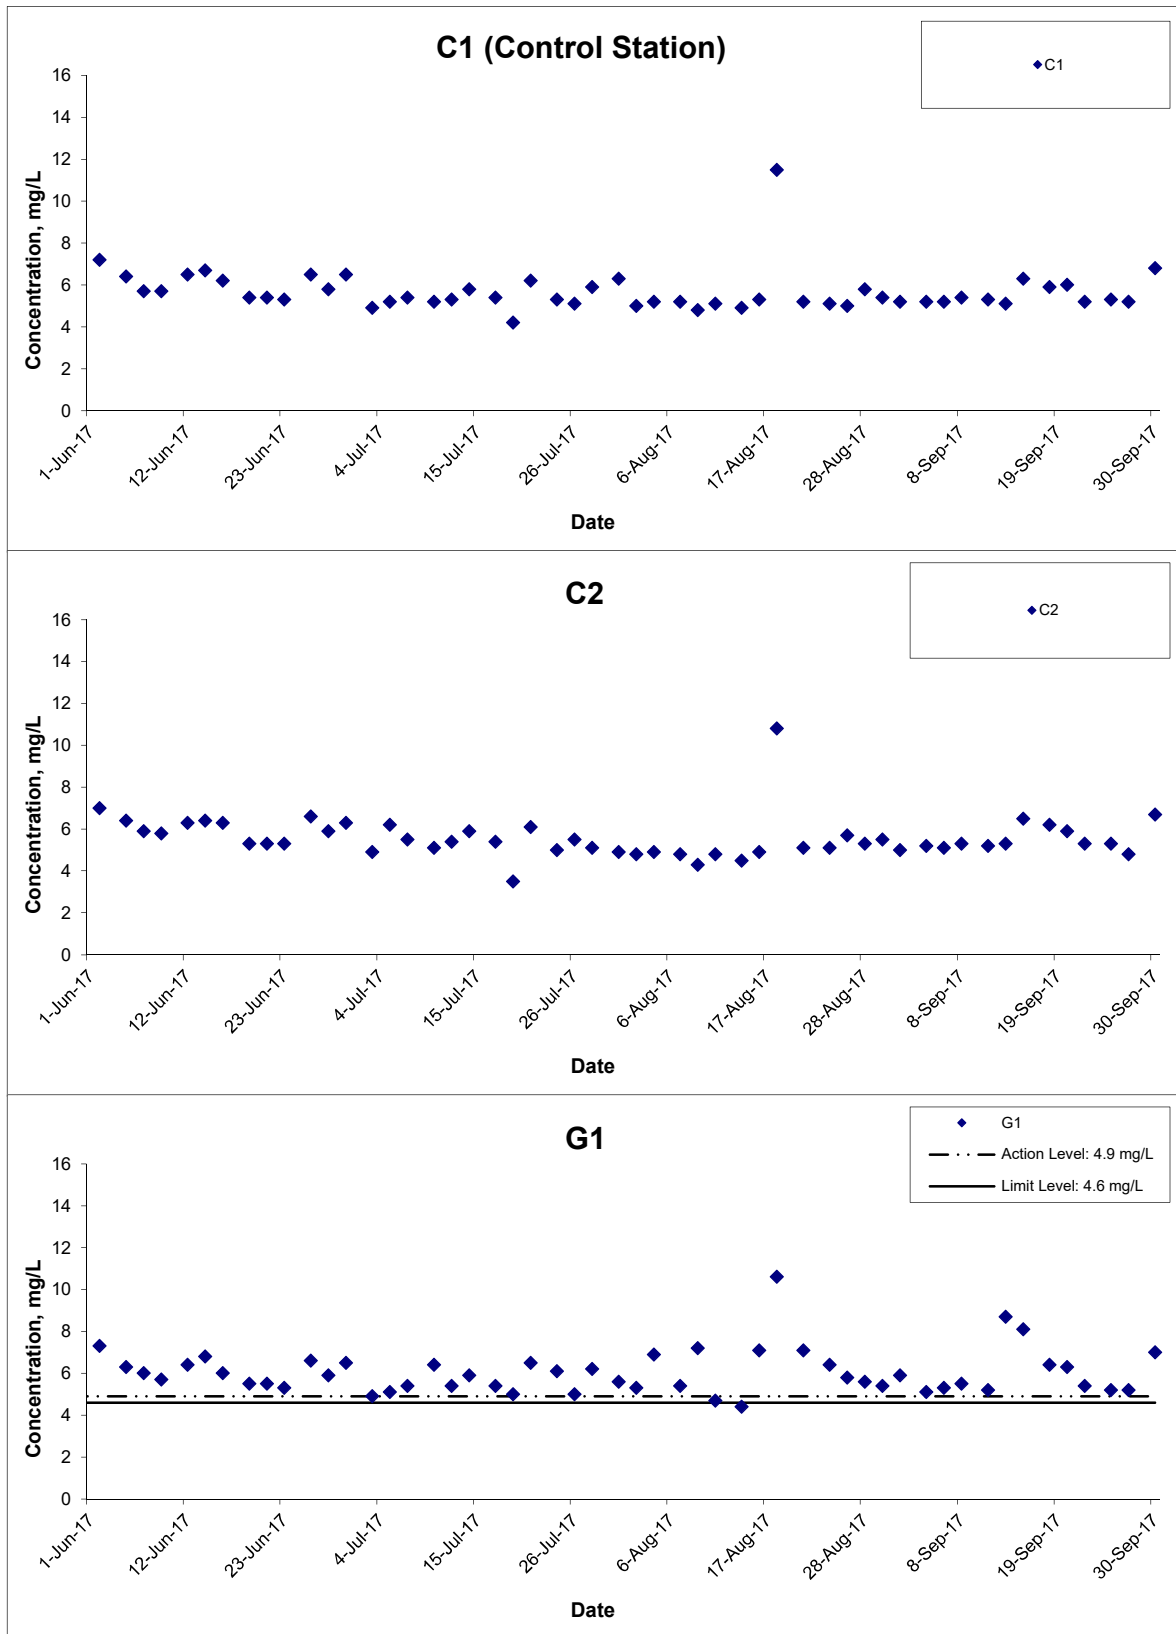 C1 (Control Station)
C1
Concentration, mg/L
16
14
12
10
8
6
4
2
0
1-Jun-17
12-Jun-17
23-Jun-17
4-Jul-17
15-Jul-17
26-Jul-17
6-Aug-17
17-Aug-17
28-Aug-17
8-Sep-17
19-Sep-17
30-Sep-17
Date
C2
C2
Concentration, mg/L
16
14
12
10
8
6
4
2
0
1-Jun-17
12-Jun-17
23-Jun-17
4-Jul-17
15-Jul-17
26-Jul-17
6-Aug-17
17-Aug-17
28-Aug-17
8-Sep-17
19-Sep-17
30-Sep-17
Date
G1
G1
Action Level: 4.9 mg/L
Limit Level: 4.6 mg/L
Concentration, mg/L
16
14
12
10
8
6
4
2
0
1-Jun-17
12-Jun-17
23-Jun-17
4-Jul-17
15-Jul-17
26-Jul-17
6-Aug-17
17-Aug-17
28-Aug-17
8-Sep-17
19-Sep-17
30-Sep-17
Date